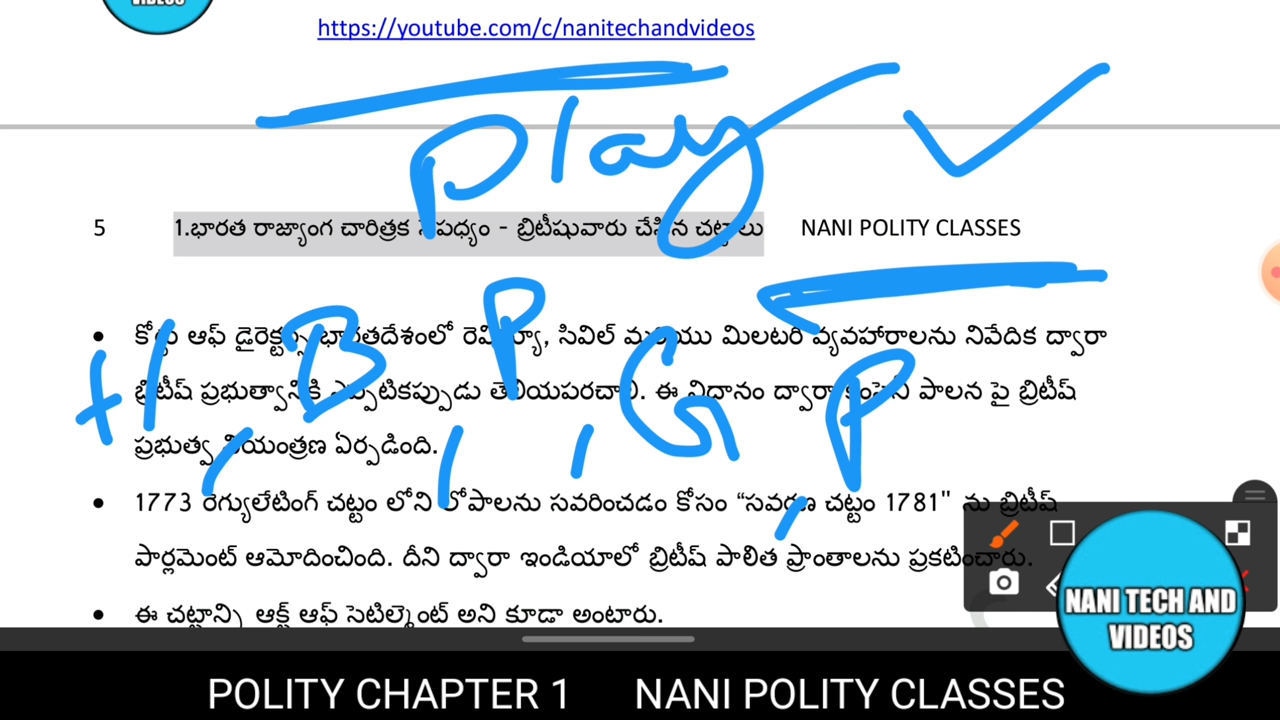 VIDEOS
https://youtube.com/c/nanitechandvideos
play
5 1.భారత రాజ్యాంగ చారిత్రక నేపధ్యం - బ్రిటీషువారు చేసిన చట్టాలు NANI POLITY CLASSES
కోర్టు ఆఫ్ డైరెక్టర్స్ భారతదేశంలో రెవిన్యూ, సివిల్ మరియు మిలటరీ వ్యవహారాలను నివేదిక ద్వారా
బ్రిటీష్ ప్రభుత్వానికి ఎప్పటికప్పుడు తెలియపరచాలి. ఈ విధానం ద్వారా కంపెనీ పాలన పై బ్రిటీష్
ప్రభుత్వ నియంత్రణ ఏర్పడింది.
H, B, P, G, P
1773 రెగ్యులేటింగ్ చట్టం లోని లోపాలను సవరించడం కోసం “సవరణ చట్టం 1781" ను బ్రిటీష్
పార్లమెంట్ ఆమోదించింది. దీని ద్వారా ఇండియాలో బ్రిటీష్ పాలిత ప్రాంతాలను ప్రకటించారు.
ఈ చట్టాన్ని ఆక్ట్ ఆఫ్ సెటిల్మెంట్ అని కూడా అంటారు.
NANI TECH AND
VIDEOS
POLITY CHAPTER 1 NANI POLITY CLASSES